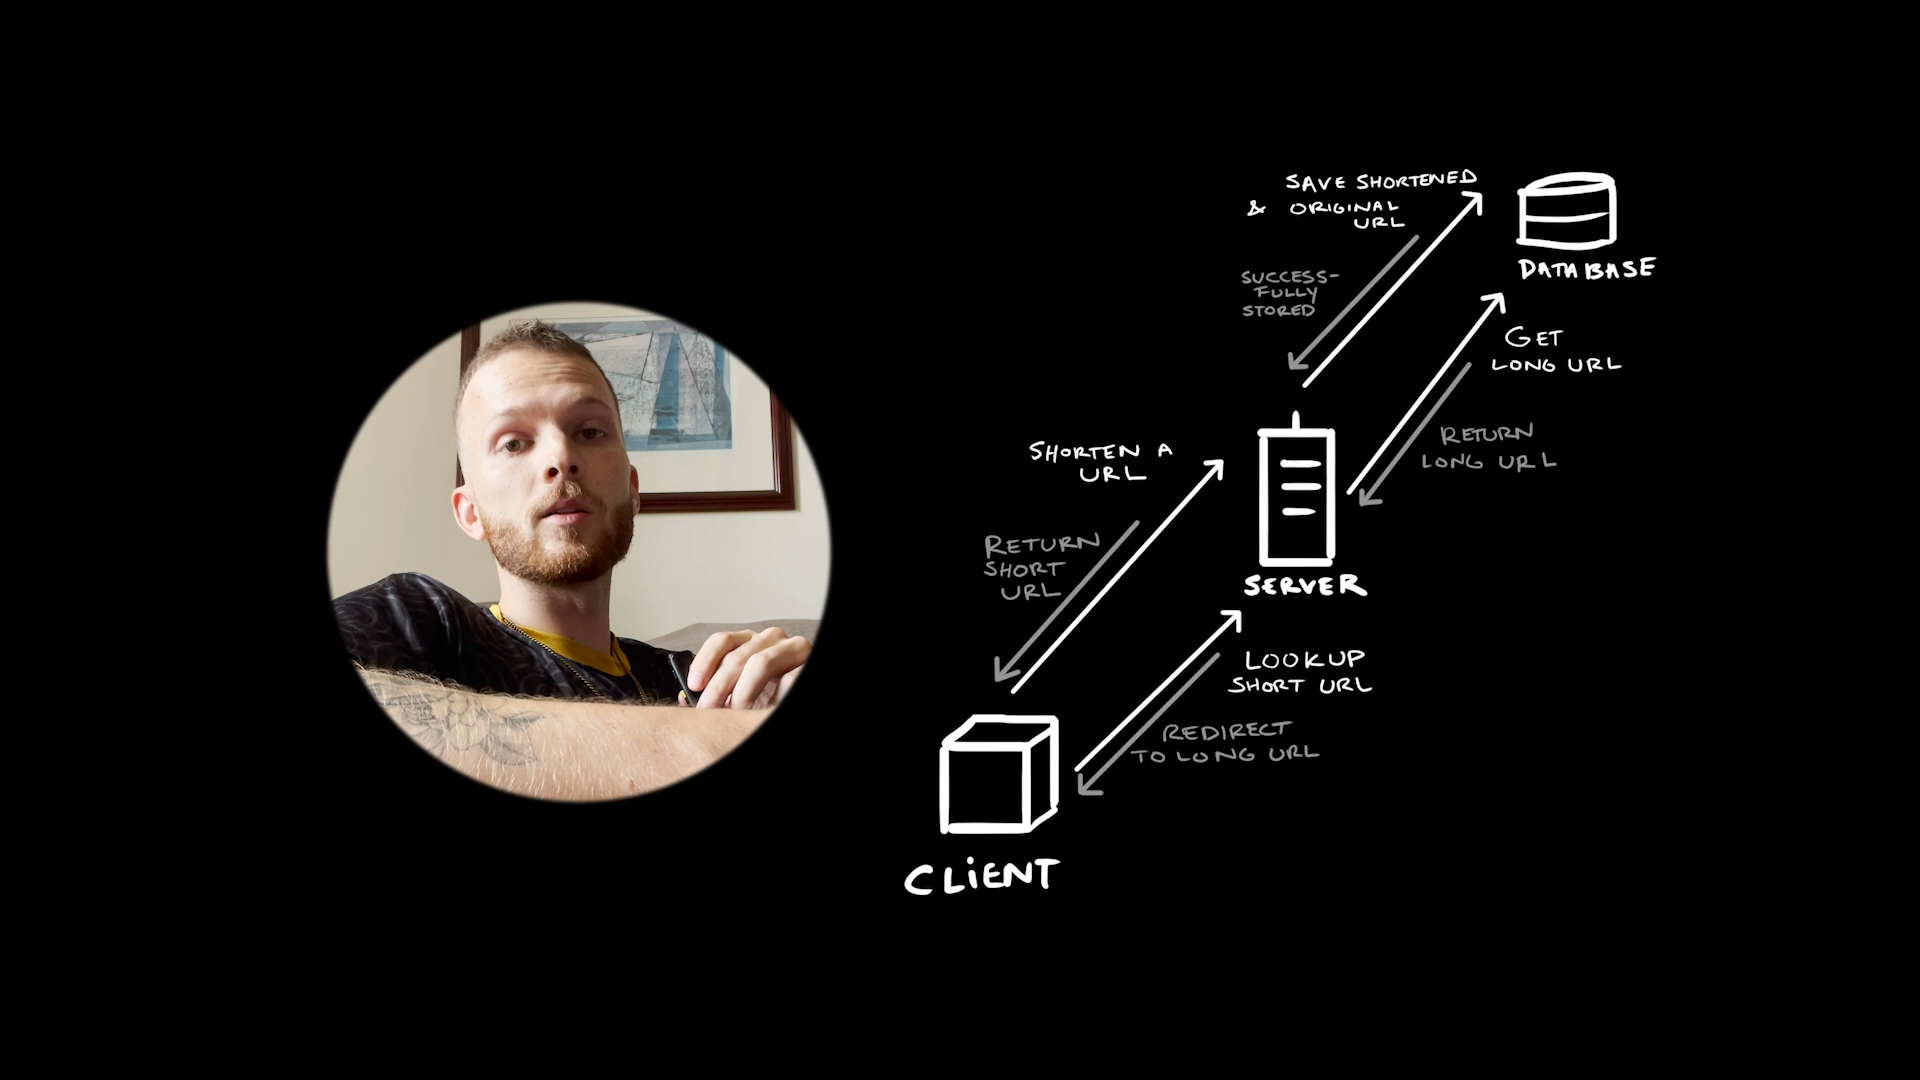 SAVE SHORTENED
& ORIGINAL
URL
DATABASE
SUCCESS-
FULLY
STORED
GET
LONG URL
RETURN
LONG URL
SHORTEN A
URL
RETURN
SHORT
URL
SERVER
LOOKUP
SHORT URL
REDIRECT
TO LONG URL
CLiENT